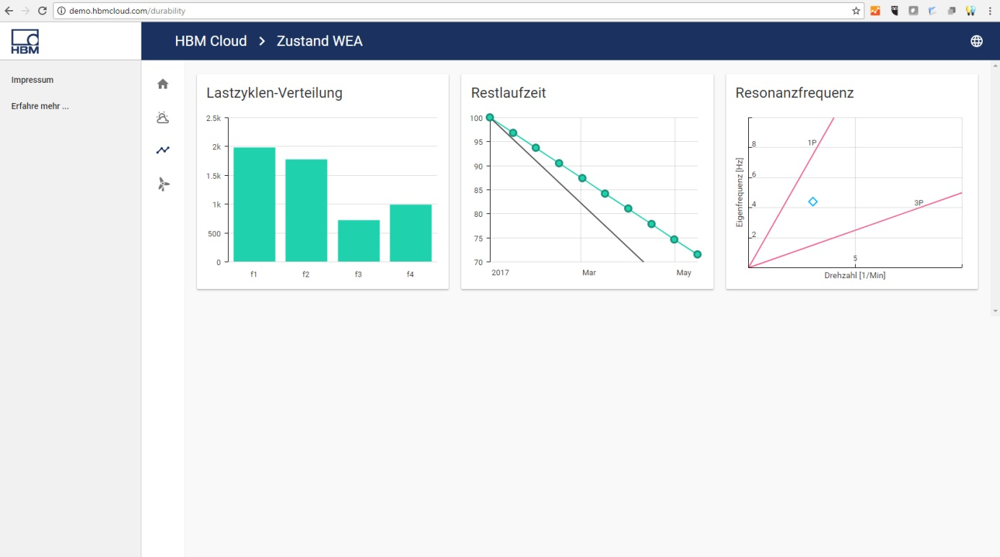 demo.hbmcloud.com/durability
HBM
HBM Cloud > Zustand WEA
Impressum
Erfahre mehr ...
Lastzyklen-Verteilung
2.5k
2k
1.5k
1k
500
0
f1 f2 f3 f4
Restlaufzeit
100
95
90
85
80
75
70
2017 Mar May
Resonanzfrequenz
Eigenfrequenz [Hz]
8
6
4
2
1P
3P
5
Drehzahl [1/Min]